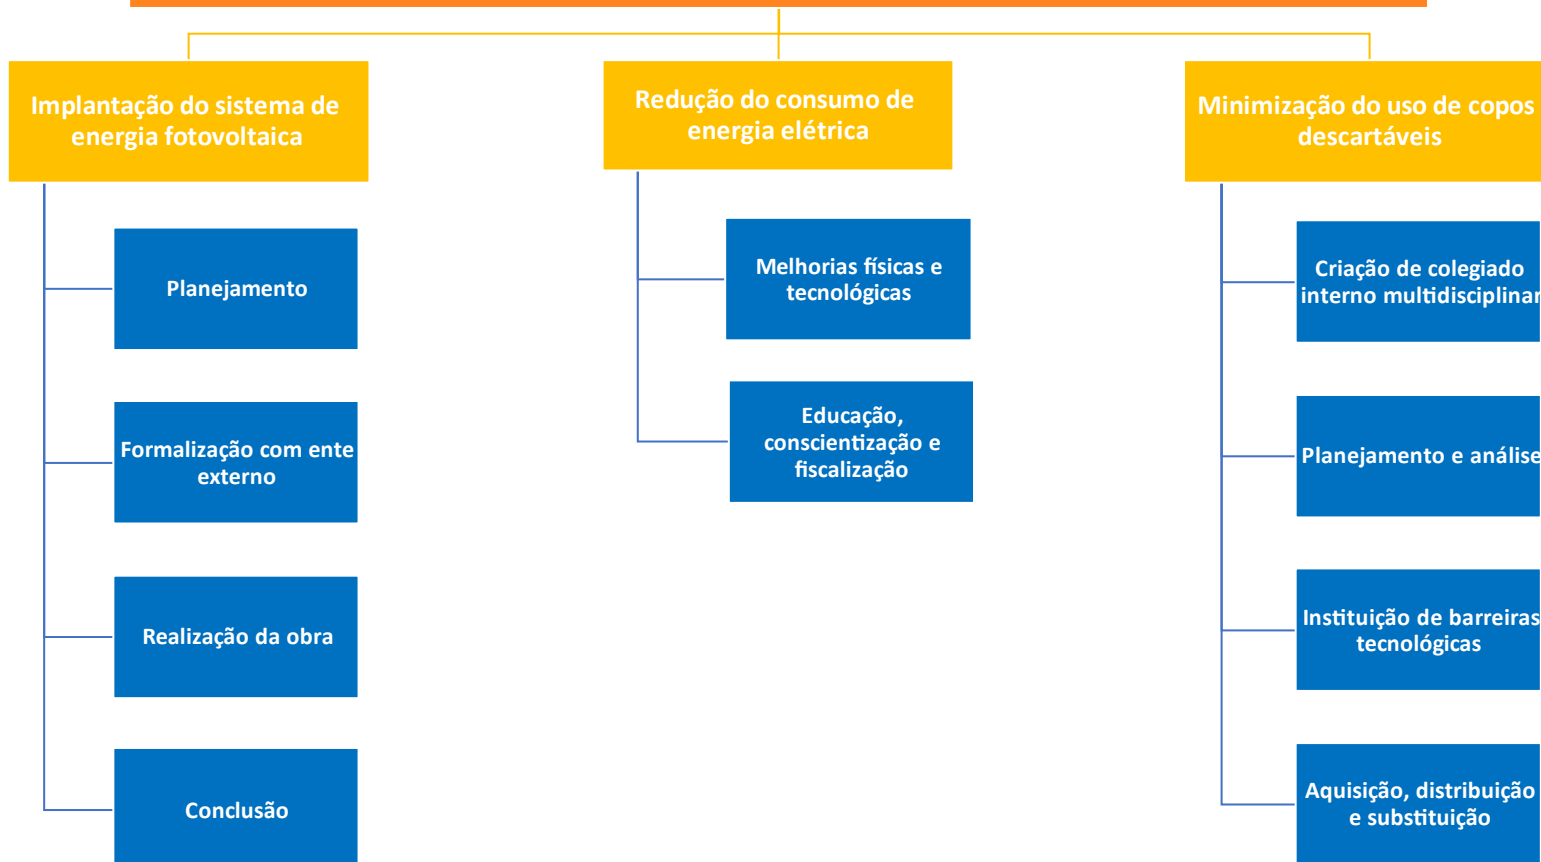 Implantação do sistema de
energia fotovoltaica
Planejamento
Formalização com ente
externo
Realização da obra
Conclusão
Redução do consumo de
energia elétrica
Melhorias físicas e
tecnológicas
Educação,
conscientização e
fiscalização
Minimização do uso de copos
descartáveis
Criação de colegiado
interno multidisciplinar
Planejamento e análise
Instituição de barreiras
tecnológicas
Aquisição, distribuição
e substituição